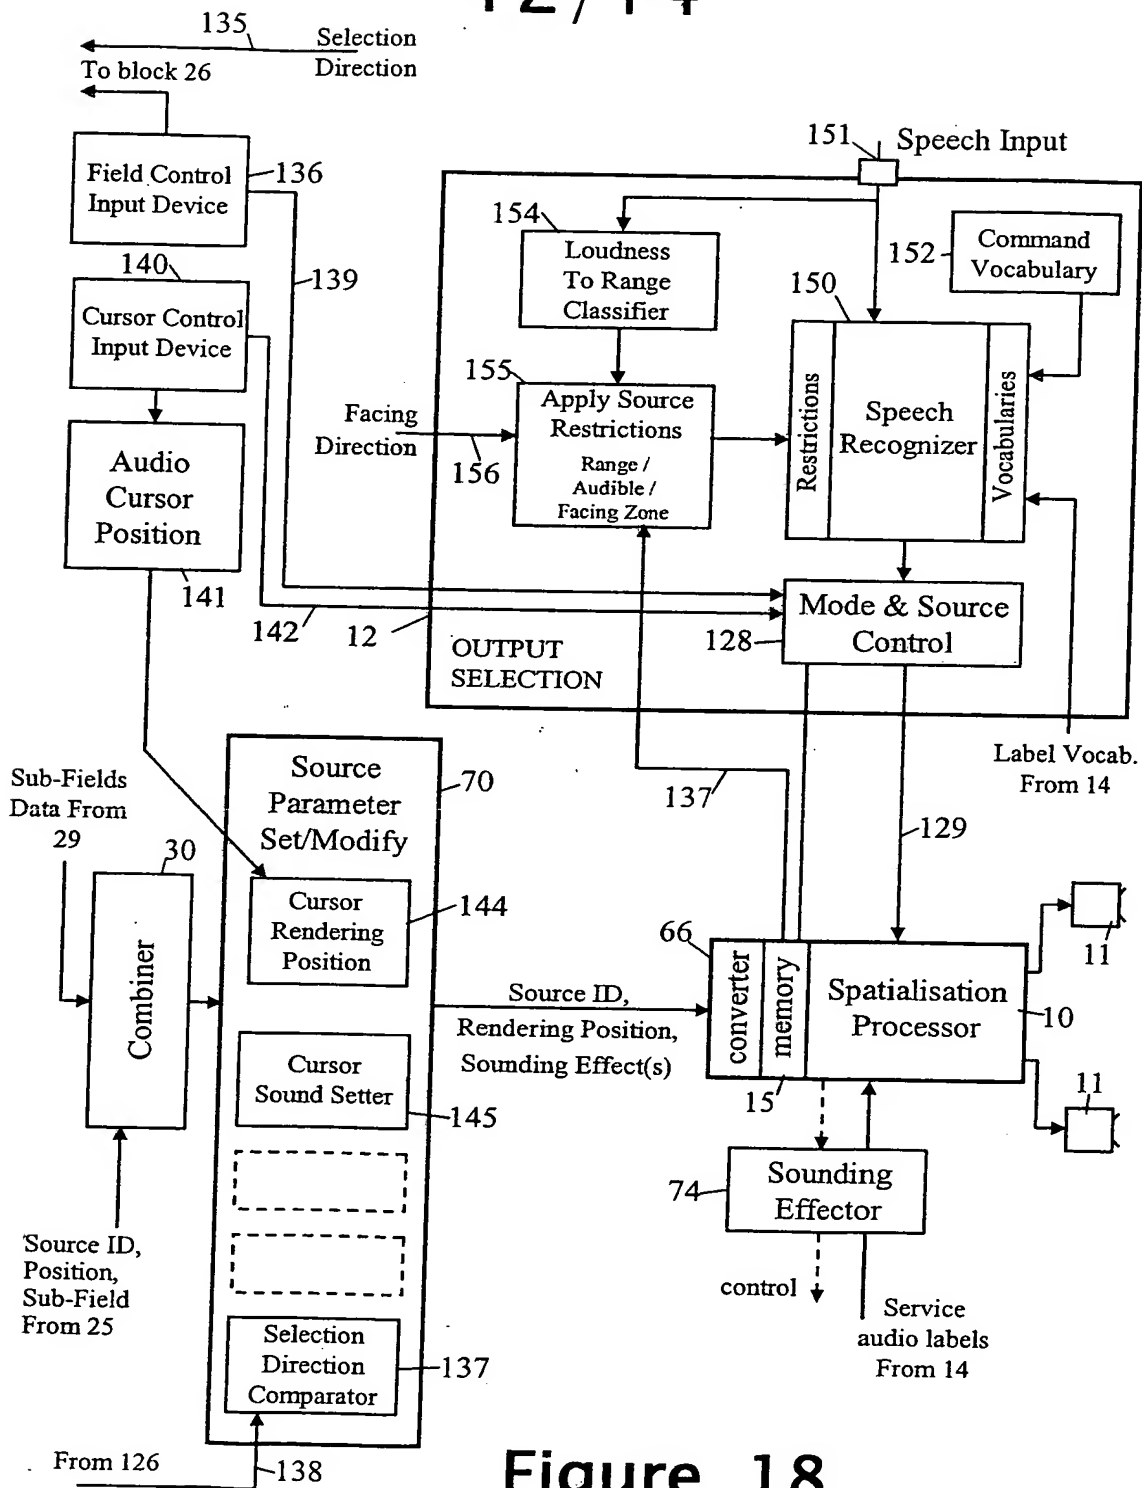 12/14
135
Selection
Direction
To block 26
Field Control
Input Device
136
140
139
Cursor Control
Input Device
Audio
Cursor
Position
141
142
12
151
Speech Input
154
Loudness
To Range
Classifier
152
Command
Vocabulary
150
155
Apply Source
Restrictions
Range /
Audible /
Facing Zone
Facing
Direction
156
Restrictions
Speech
Recognizer
Vocabularies
Mode & Source
Control
128
OUTPUT
SELECTION
Label Vocab.
From 14
137
129
Sub-Fields
Data From
29
30
Combiner
Source ID,
Position,
Sub-Field
From 25
Source
Parameter
Set/Modify
70
Cursor
Rendering
Position
144
Cursor
Sound Setter
145
Selection
Direction
Comparator
137
From 126
138
Source ID,
Rendering Position,
Sounding Effect(s)
66
converter
memory
Spatialisation
Processor
10
15
11
11
Sounding
Effector
74
control
Service
audio labels
From 14
Figure 18